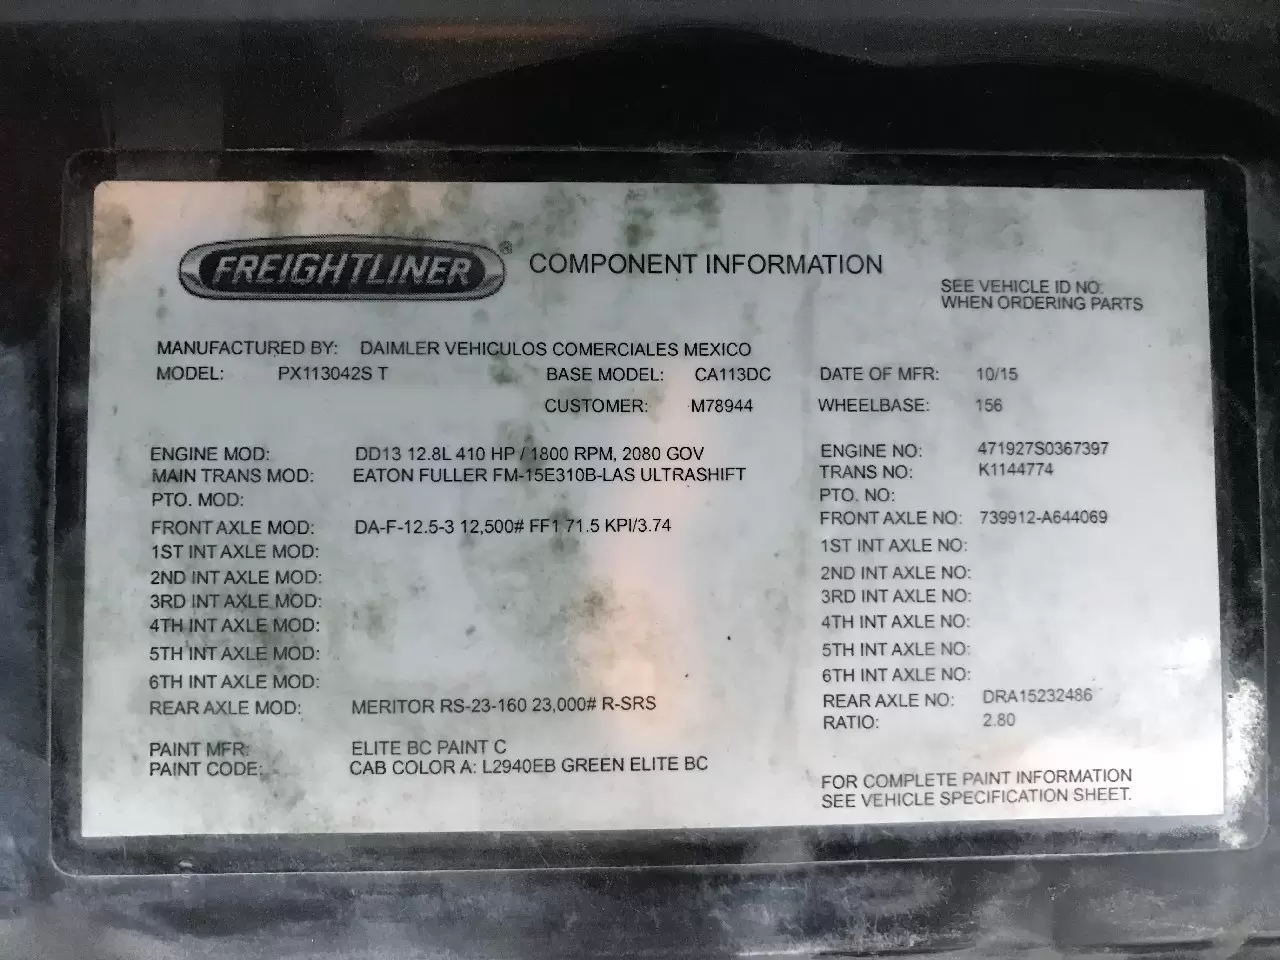 FREIGHTLINER® COMPONENT INFORMATION
SEE VEHICLE ID NO.
WHEN ORDERING PARTS
MANUFACTURED BY: DAIMLER VEHICULOS COMERCIALES MEXICO
MODEL: PX113042S T BASE MODEL: CA113DC DATE OF MFR: 10/15
CUSTOMER: M78944 WHEELBASE: 156
ENGINE MOD: DD13 12.8L 410 HP / 1800 RPM, 2080 GOV ENGINE NO: 471927S0367397
MAIN TRANS MOD: EATON FULLER FM-15E310B-LAS ULTRASHIFT TRANS NO: K1144774
PTO. MOD: PTO. NO:
FRONT AXLE MOD: DA-F-12.5-3 12,500# FF1 71.5 KPI/3.74 FRONT AXLE NO: 739912-A644069
1ST INT AXLE MOD: 1ST INT AXLE NO:
2ND INT AXLE MOD: 2ND INT AXLE NO:
3RD INT AXLE MOD: 3RD INT AXLE NO:
4TH INT AXLE MOD: 4TH INT AXLE NO:
5TH INT AXLE MOD: 5TH INT AXLE NO:
6TH INT AXLE MOD: 6TH INT AXLE NO:
REAR AXLE MOD: MERITOR RS-23-160 23,000# R-SRS REAR AXLE NO: DRA15232486
RATIO: 2.80
PAINT MFR: ELITE BC PAINT C
PAINT CODE: CAB COLOR A: L2940EB GREEN ELITE BC
FOR COMPLETE PAINT INFORMATION
SEE VEHICLE SPECIFICATION SHEET.